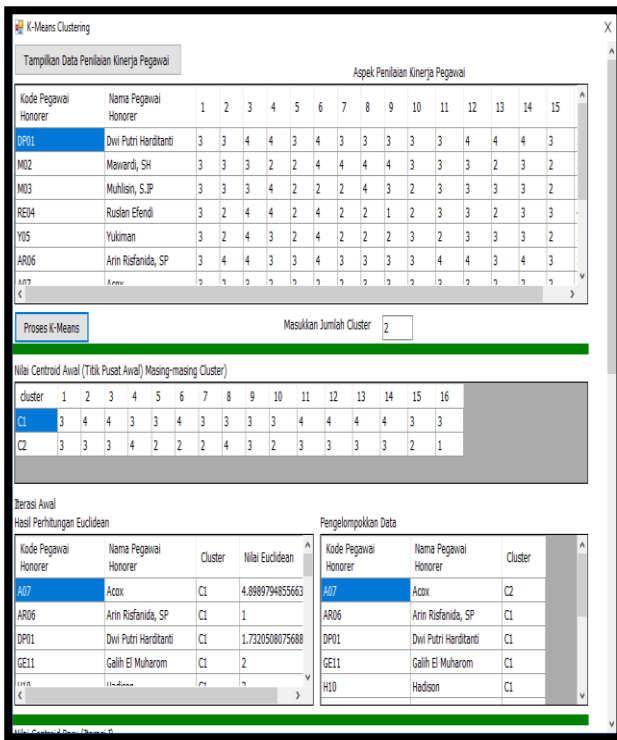 K-Means Clustering X
Tampilkan Data Penilaian Kinerja Pegawai
Aspek Penilaian Kinerja Pegawai
Kode Pegawai Honorer Nama Pegawai Honorer 1 2 3 4 5 6 7 8 9 10 11 12 13 14 15
DP01 Dwi Putri Harditanti 3 3 4 4 3 4 3 3 3 3 3 4 4 4 3
M02 Mawardi, SH 3 3 3 2 2 4 4 4 4 3 3 3 2 3 2
M03 Muhlisin, S.IP 3 3 3 4 2 2 2 4 3 2 3 3 3 3 2
RE04 Ruslan Efendi 3 2 4 4 2 4 2 2 1 2 3 3 2 3 3
Y05 Yukiman 3 2 4 3 2 4 2 2 2 3 2 3 3 3 2
AR06 Arin Risfanida, SP 3 4 4 3 3 4 3 3 3 3 4 4 3 4 3
A07 Acox
Proses K-Means Masukkan Jumlah Cluster 2
Nilai Centroid Awal (Titik Pusat Awal) Masing-masing Cluster)
cluster 1 2 3 4 5 6 7 8 9 10 11 12 13 14 15 16
C1 3 4 4 3 3 4 3 3 3 3 4 4 4 4 3 3
C2 3 3 3 4 2 2 2 4 3 2 3 3 3 3 2 1
Iterasi Awal
Hasil Perhitungan Euclidean Pengelompokkan Data
Kode Pegawai Honorer Nama Pegawai Honorer Cluster Nilai Euclidean Kode Pegawai Honorer Nama Pegawai Honorer Cluster
A07 Acox C1 4.8989794855663 A07 Acox C2
AR06 Arin Risfanida, SP C1 1 AR06 Arin Risfanida, SP C1
DP01 Dwi Putri Harditanti C1 1.7320508075688 DP01 Dwi Putri Harditanti C1
GE11 Galih El Muharom C1 2 GE11 Galih El Muharom C1
H10 Hadison C1 2 H10 Hadison C1
Nilai Centroid Baru (Iterasi I)